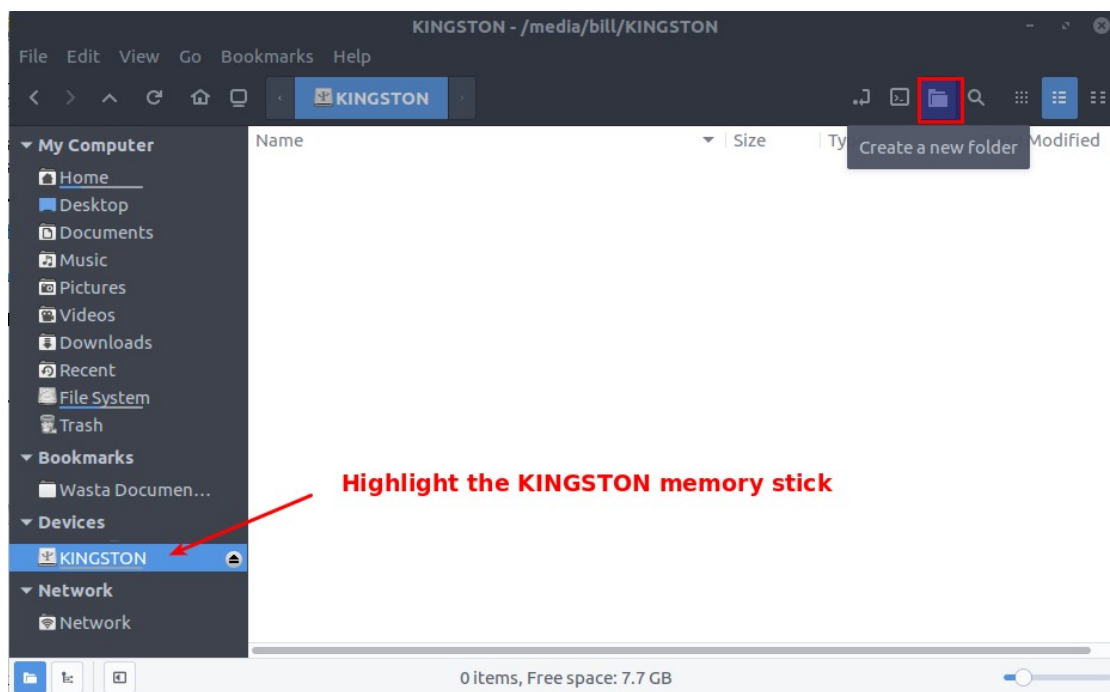 KINGSTON - /media/bill/KINGSTON
File Edit View Go Bookmarks Help
KINGSTON
Name Size Ty Modified
Create a new folder
My Computer
Home
Desktop
Documents
Music
Pictures
Videos
Downloads
Recent
File System
Trash
Bookmarks
Wasta Documen...
Highlight the KINGSTON memory stick
Devices
KINGSTON
Network
Network
0 items, Free space: 7.7 GB